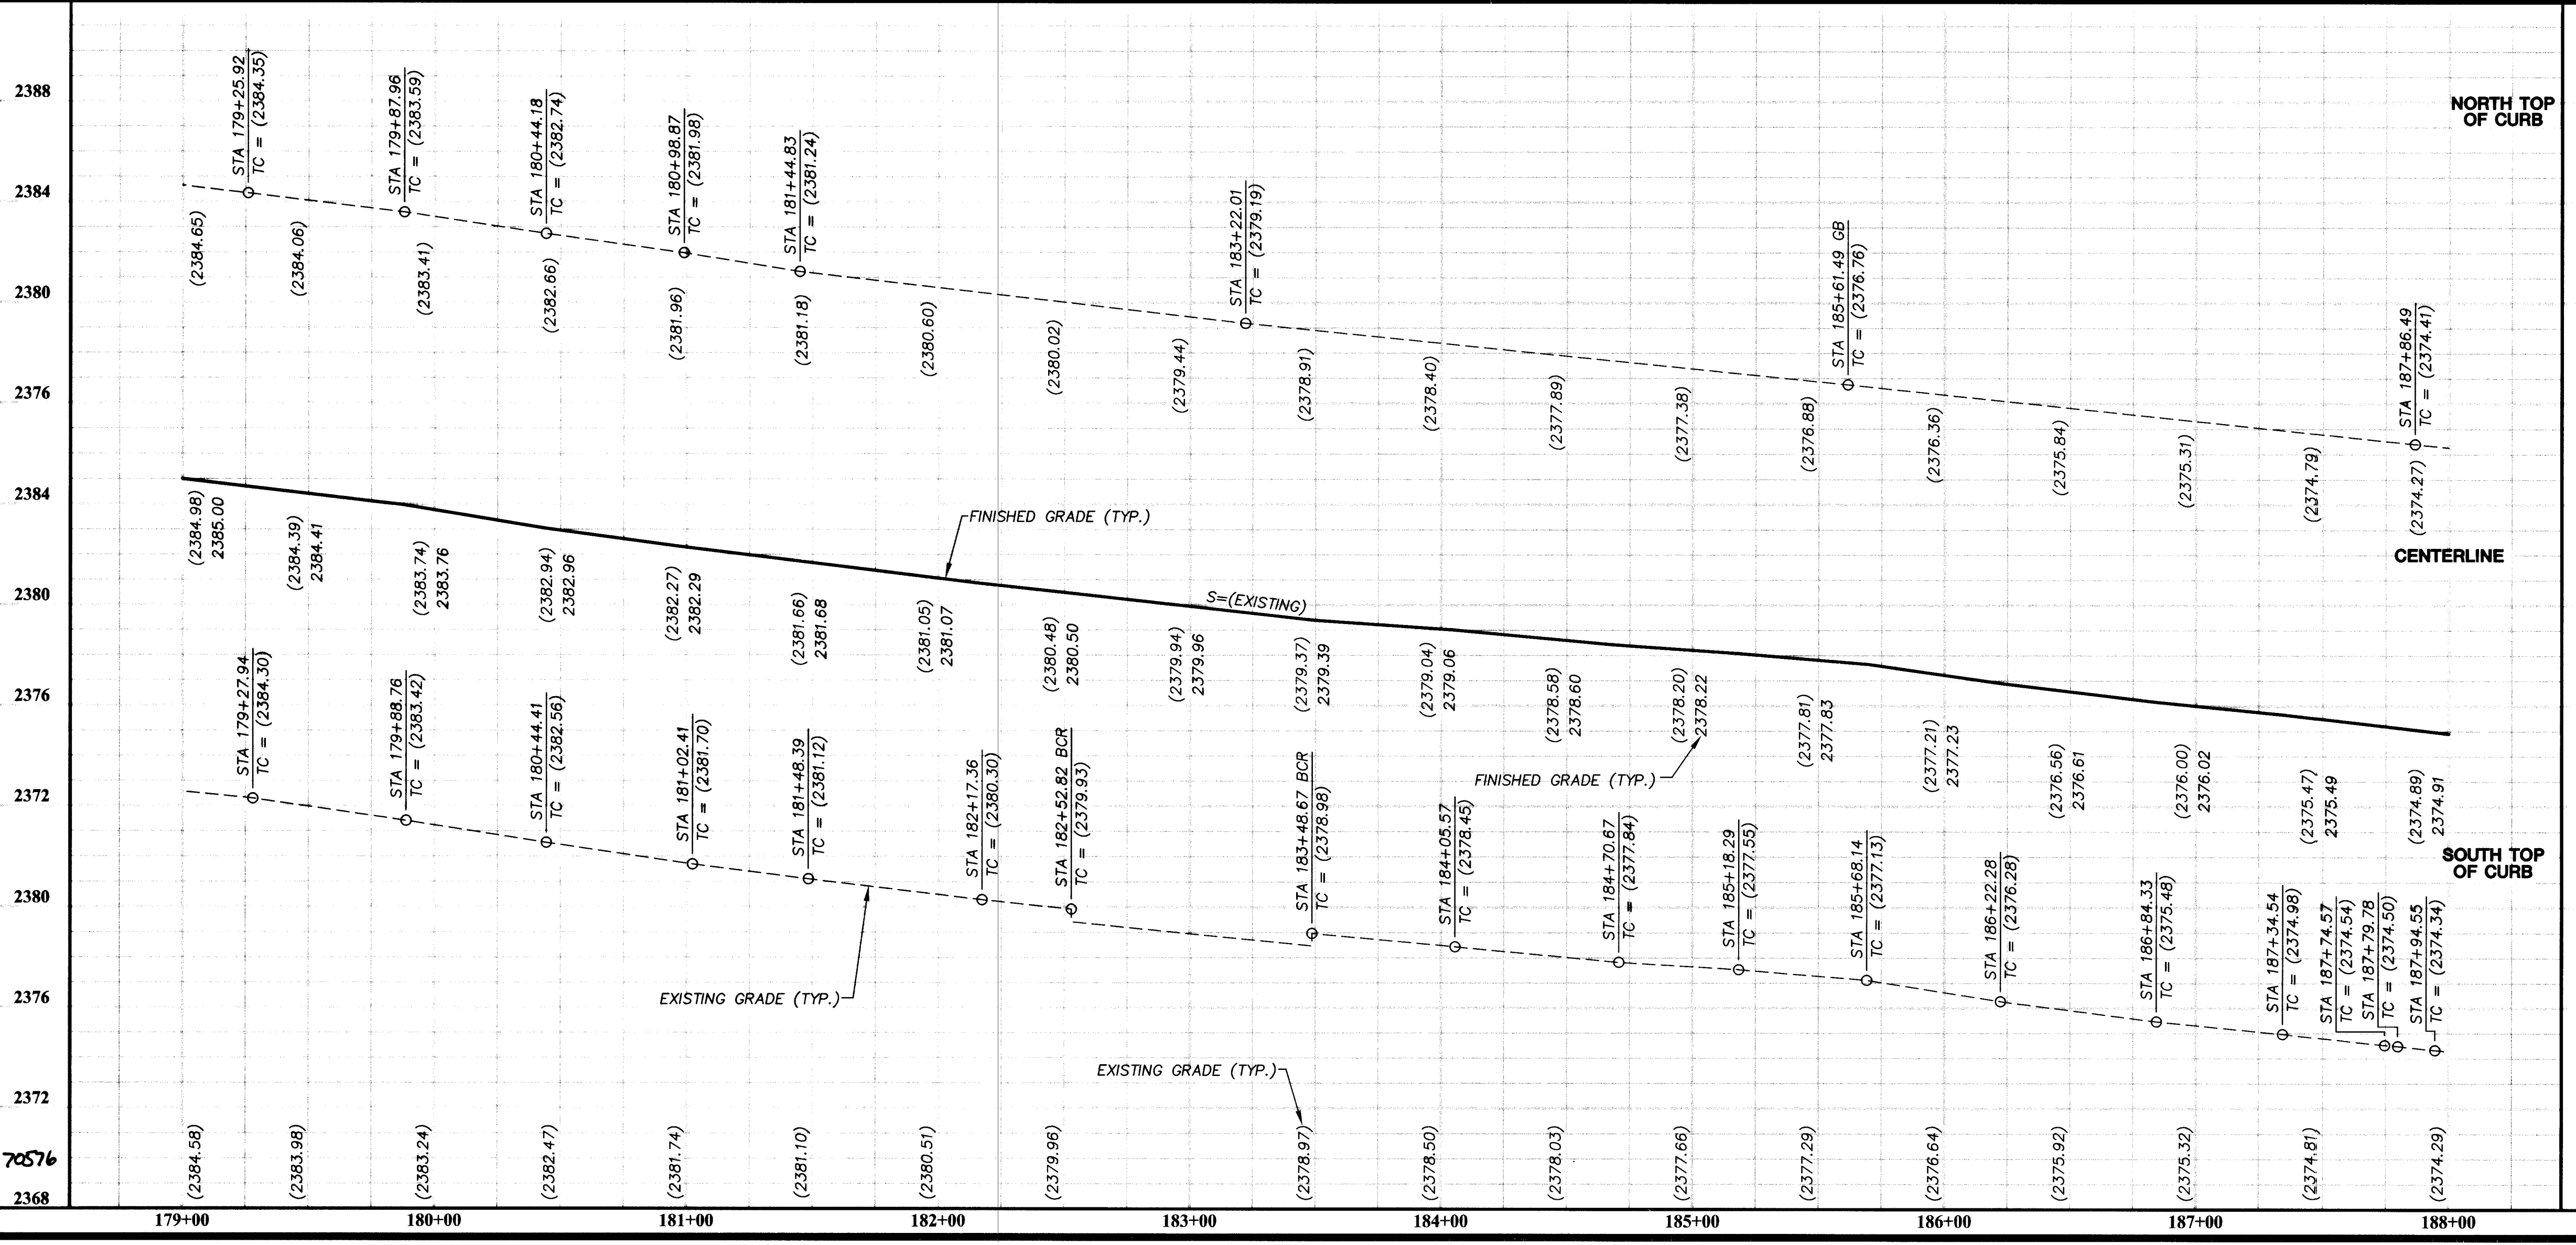 2388
2384
2380
2376
2384
2380
2376
2372
2380
2376
2372
70576
2368
NORTH TOP
OF CURB
STA 179+25.92
TC = (2384.35)
STA 179+87.96
TC = (2383.59)
STA 180+44.18
TC = (2382.74)
STA 180+98.87
TC = (2381.98)
STA 181+44.83
TC = (2381.24)
STA 183+22.01
TC = (2379.19)
STA 185+61.49 GB
TC = (2376.76)
STA 187+86.49
TC = (2374.41)
(2384.65)
(2384.06)
(2383.41)
(2382.66)
(2381.96)
(2381.18)
(2380.60)
(2380.02)
(2379.44)
(2378.91)
(2378.40)
(2377.89)
(2377.38)
(2376.88)
(2376.36)
(2375.84)
(2375.31)
(2374.79)
(2374.27)
CENTERLINE
FINISHED GRADE (TYP.)
S=(EXISTING)
(2384.98)
2385.00
(2384.39)
2384.41
(2383.74)
2383.76
(2382.94)
2382.96
(2382.27)
2382.29
(2381.66)
2381.68
(2381.05)
2381.07
(2380.48)
2380.50
(2379.94)
2379.96
(2379.37)
2379.39
(2379.04)
2379.06
(2378.58)
2378.60
(2378.20)
2378.22
(2377.81)
2377.83
(2377.21)
2377.23
(2376.56)
2376.61
(2376.00)
2376.02
(2375.47)
2375.49
(2374.89)
2374.91
FINISHED GRADE (TYP.)
SOUTH TOP
OF CURB
STA 179+27.94
TC = (2384.30)
STA 179+88.76
TC = (2383.42)
STA 180+44.41
TC = (2382.56)
STA 181+02.41
TC = (2381.70)
STA 181+48.39
TC = (2381.12)
STA 182+17.36
TC = (2380.30)
STA 182+52.82 BCR
TC = (2379.93)
STA 183+48.67 BCR
TC = (2378.98)
STA 184+05.57
TC = (2378.45)
STA 184+70.67
TC = (2377.84)
STA 185+18.29
TC = (2377.55)
STA 185+68.14
TC = (2377.13)
STA 186+22.28
TC = (2376.28)
STA 186+84.33
TC = (2375.48)
STA 187+34.54
TC = (2374.98)
STA 187+74.57
TC = (2374.54)
STA 187+79.78
TC = (2374.50)
STA 187+94.55
TC = (2374.34)
EXISTING GRADE (TYP.)
EXISTING GRADE (TYP.)
(2384.58)
(2383.98)
(2383.24)
(2382.47)
(2381.74)
(2381.10)
(2380.51)
(2379.96)
(2378.97)
(2378.50)
(2378.03)
(2377.66)
(2377.29)
(2376.64)
(2375.92)
(2375.32)
(2374.81)
(2374.29)
179+00
180+00
181+00
182+00
183+00
184+00
185+00
186+00
187+00
188+00